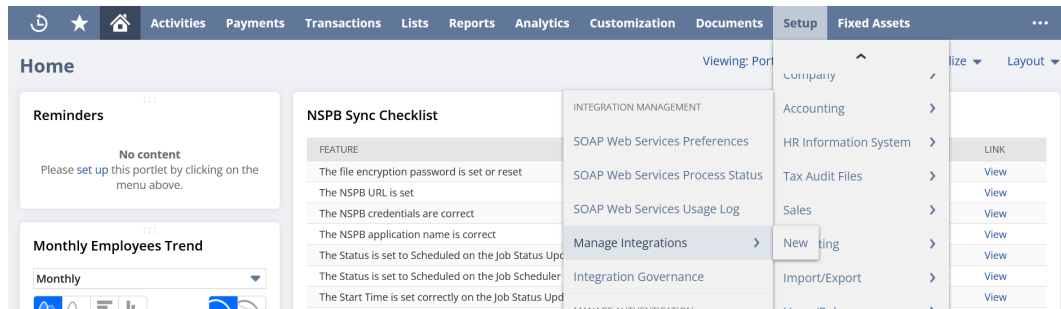 Activities Payments Transactions Lists Reports Analytics Customization Documents Setup Fixed Assets
Home
Viewing: Por
lize Layout
Reminders
No content
Please set up this portlet by clicking on the
menu above.
Monthly Employees Trend
Monthly
NSPB Sync Checklist
FEATURE
The file encryption password is set or reset
The NSPB URL is set
The NSPB credentials are correct
The NSPB application name is correct
The Status is set to Scheduled on the Job Status Upd
The Status is set to Scheduled on the Job Scheduler
The Start Time is set correctly on the Job Status Upd
INTEGRATION MANAGEMENT
SOAP Web Services Preferences
SOAP Web Services Process Status
SOAP Web Services Usage Log
Manage Integrations
Integration Governance
MANAGE AUTHENTICATION
Company
Accounting
HR Information System
Tax Audit Files
Sales
New
ting
Import/Export
LINK
View
View
View
View
View
View
View